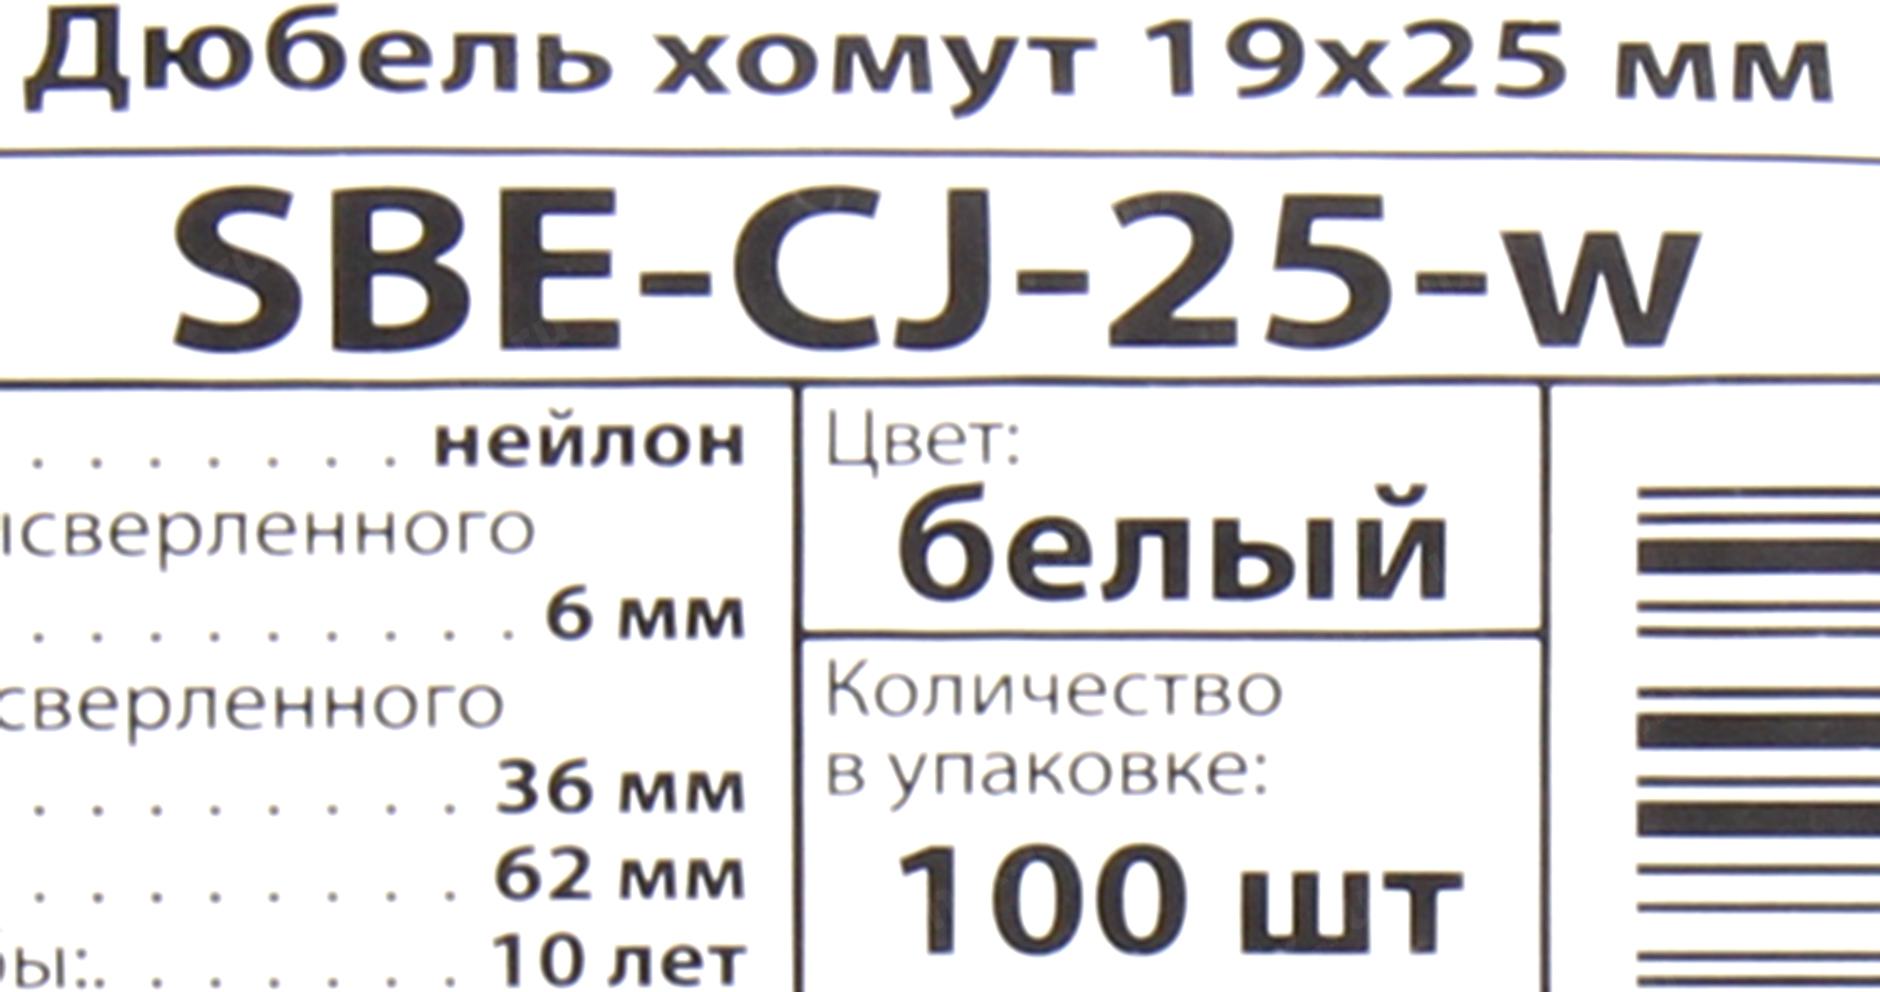 Дюбель хомут 19x25 мм
SBE-CJ-25-w
. . . . . . . нейлон
сверленного
. . . . . . . . . 6 мм
сверленного
. . . . . . . . 36 мм
. . . . . . . . 62 мм
бы:. . . . . . . 10 лет
Цвет:
белый
Количество
в упаковке:
100 шт